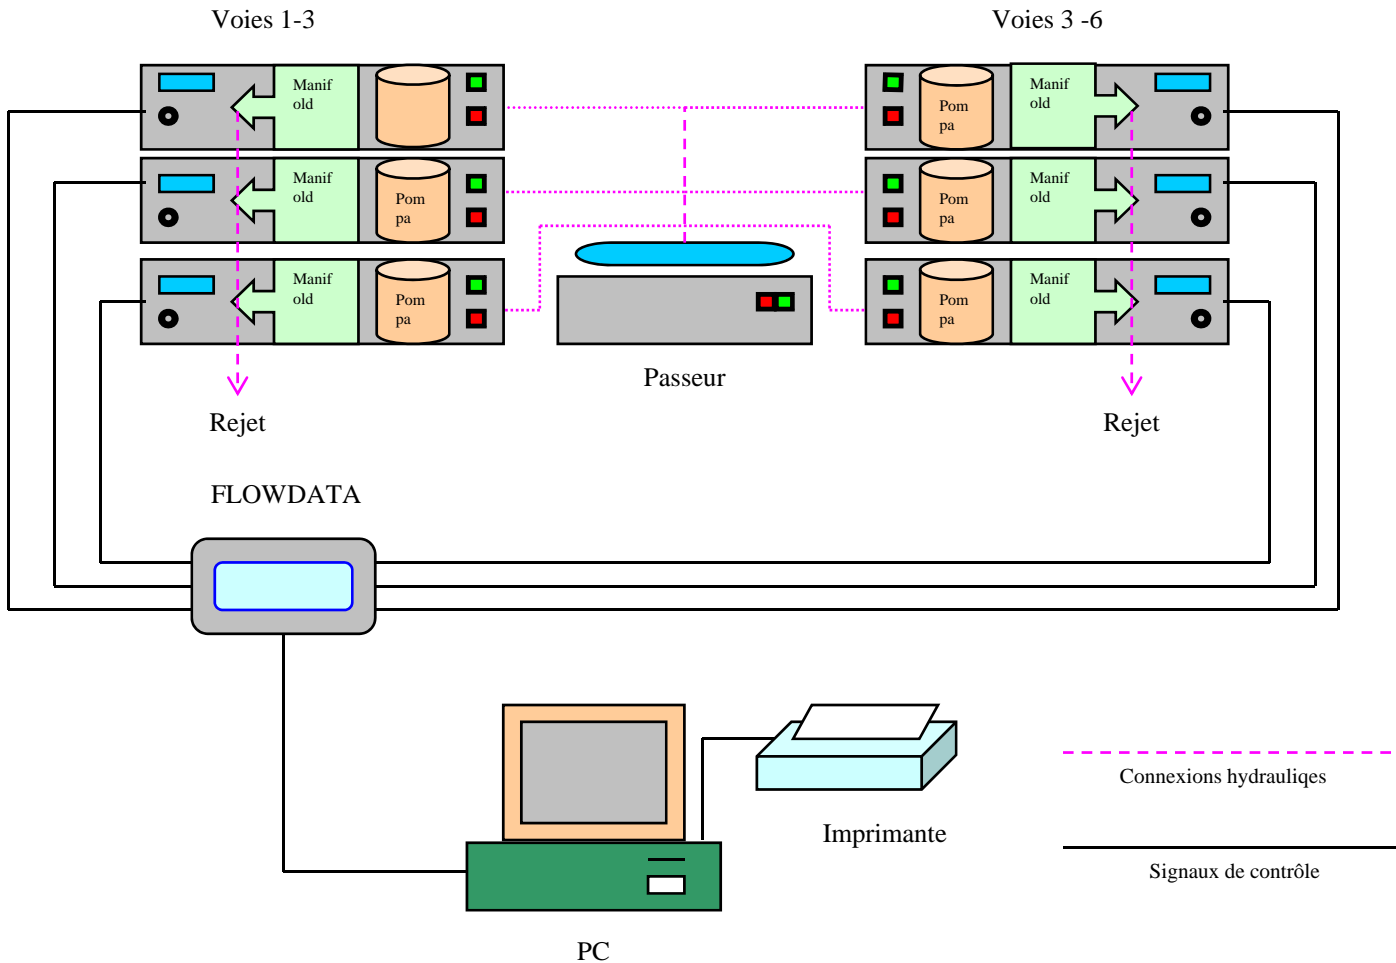 Voies 1-3
Voies 3 -6
Manif
old
Pom
pa
Manif
old
Manif
old
Pom
pa
Pom
pa
Manif
old
Manif
old
Pom
pa
Pom
pa
Manif
old
Passeur
Rejet
Rejet
FLOWDATA
Connexions hydrauliqes
Imprimante
Signaux de contrôle
PC